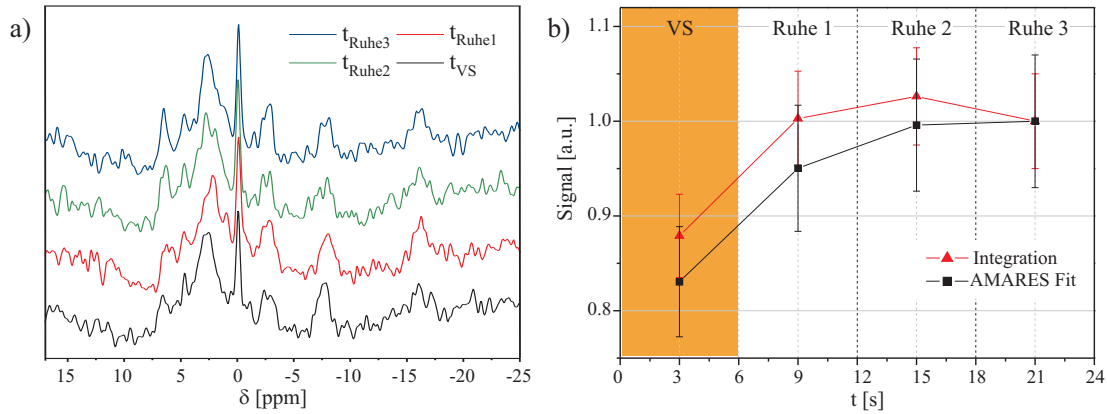 a)
t_Ruhe3
t_Ruhe1
t_Ruhe2
t_VS
15 10 5 0 -5 -10 -15 -20 -25
δ [ppm]
b)
VS Ruhe 1 Ruhe 2 Ruhe 3
1.1
1.0
0.9
0.8
Signal [a.u.]
Integration
AMARES Fit
0 3 6 9 12 15 18 21 24
t [s]